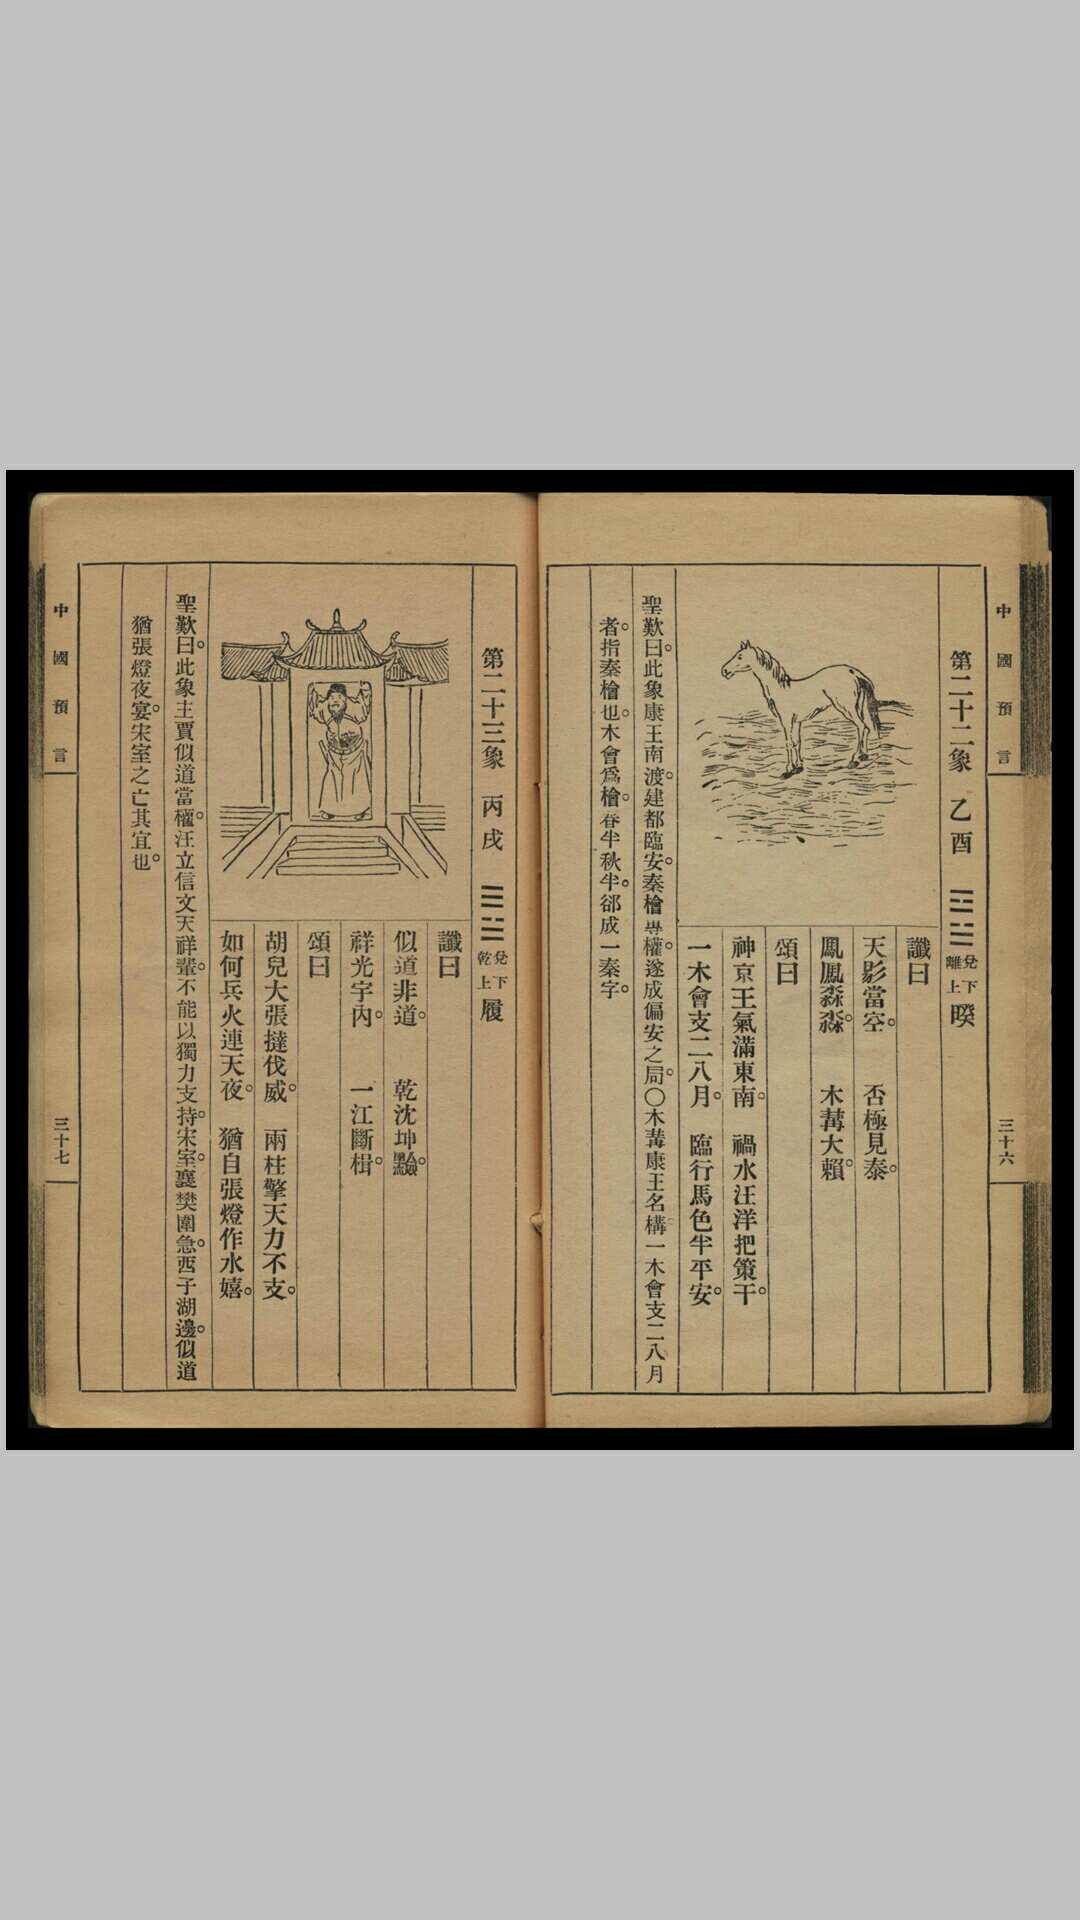 中國預言
三十六
第二十二象 乙酉 ䷥ 兌下離上 睽
讖曰
天影當空。 否極見泰。
鳳鳳淼淼。 木冓大賴。
頌曰
神京王氣滿東南。 禍水汪洋把策干。
一木會支二八月。 臨行馬色半平安。
聖歎曰。此象康王南渡。建都臨安。秦檜專權。遂成偏安之局。〇木冓康王名構。一木會支二八月
者。指秦檜也。木會爲檜。春半秋半。卻成一秦字。
中國預言
三十七
第二十三象 丙戌 ䷉ 兌下乾上 履
讖曰
似道非道。 乾沈坤黯。
祥光宇內。 一江斷楫。
頌曰
胡兒大張撻伐威。 兩柱擎天力不支。
如何兵火連天夜。 猶自張燈作水嬉。
聖歎曰。此象主賈似道當權。汪立信文天祥輩。不能以獨力支持。宋室。襄樊圍急。西子湖邊。似道
猶張燈夜宴。宋室之亡其宜也。